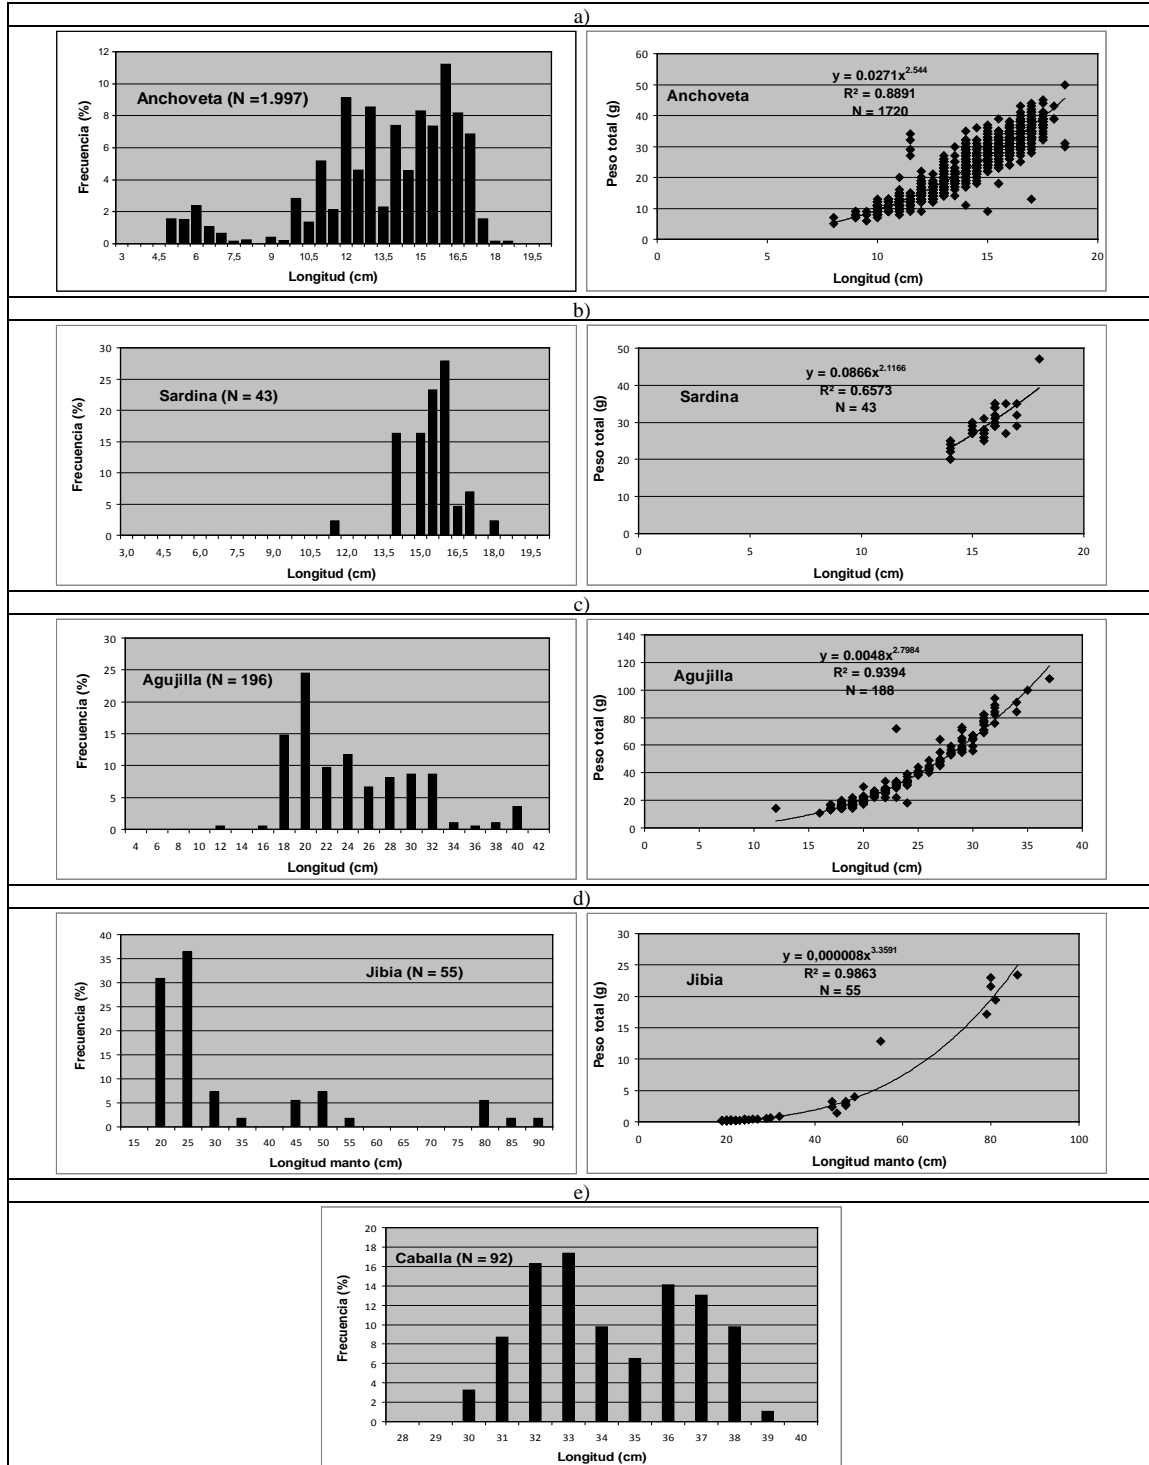 a)
12
10
8
6
4
2
0
Frecuencia (%)
Anchoveta (N =1.997)
3 4,5 6 7,5 9 10,5 12 13,5 15 16,5 18 19,5
Longitud (cm)
60
50
40
30
20
10
0
Peso total (g)
Anchoveta
y = 0.0271x^2.544
R² = 0.8891
N = 1720
0 5 10 15 20
Longitud (cm)
b)
30
25
20
15
10
5
0
Frecuencia (%)
Sardina (N = 43)
3,0 4,5 6,0 7,5 9,0 10,5 12,0 13,5 15,0 16,5 18,0 19,5
Longitud (cm)
50
40
30
20
10
0
Peso total (g)
Sardina
y = 0.0866x^2.1166
R² = 0.6573
N = 43
0 5 10 15 20
Longitud (cm)
c)
30
25
20
15
10
5
0
Frecuencia (%)
Agujilla (N = 196)
4 6 8 10 12 16 18 20 22 24 26 28 30 32 34 36 38 40 42
Longitud (cm)
140
120
100
80
60
40
20
0
Peso total (g)
Agujilla
y = 0.0048x^2.7984
R² = 0.9394
N = 188
0 5 10 15 20 25 30 35 40
Longitud (cm)
d)
40
35
30
25
20
15
10
5
0
Frecuencia (%)
Jibia (N = 55)
15 20 25 30 35 40 45 50 55 60 65 70 75 80 85 90
Longitud manto (cm)
30
25
20
15
10
5
0
Peso total (g)
Jibia
y = 0,000008x^3.3591
R² = 0.9863
N = 55
0 20 40 60 80 100
Longitud manto (cm)
e)
20
18
16
14
12
10
8
6
4
2
0
Frecuencia (%)
Caballa (N = 92)
28 29 30 31 32 33 34 35 36 37 38 39 40
Longitud (cm)